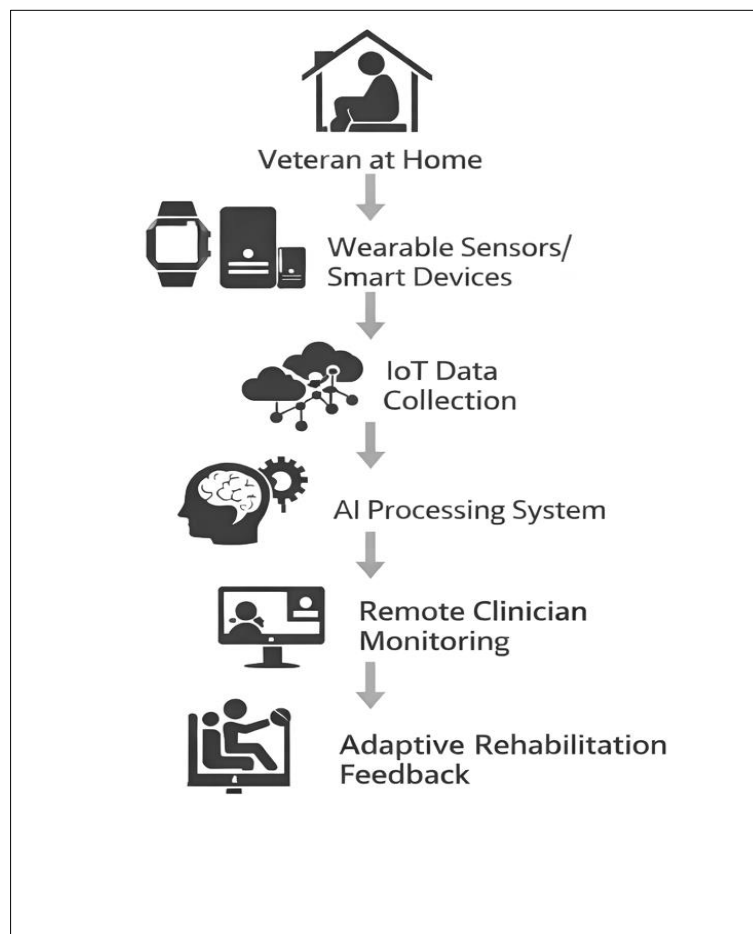 Veteran at Home
Wearable Sensors/
Smart Devices
IoT Data
Collection
AI Processing System
Remote Clinician
Monitoring
Adaptive Rehabilitation
Feedback